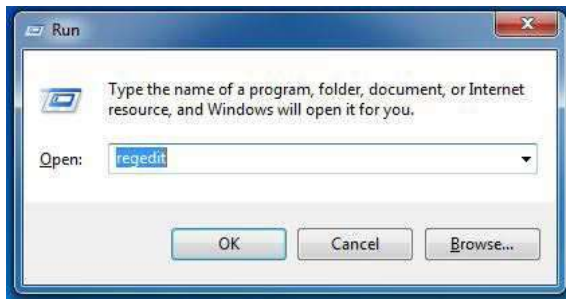 Run
Type the name of a program, folder, document, or Internet
resource, and Windows will open it for you.
Open: regedit
OK Cancel Browse...